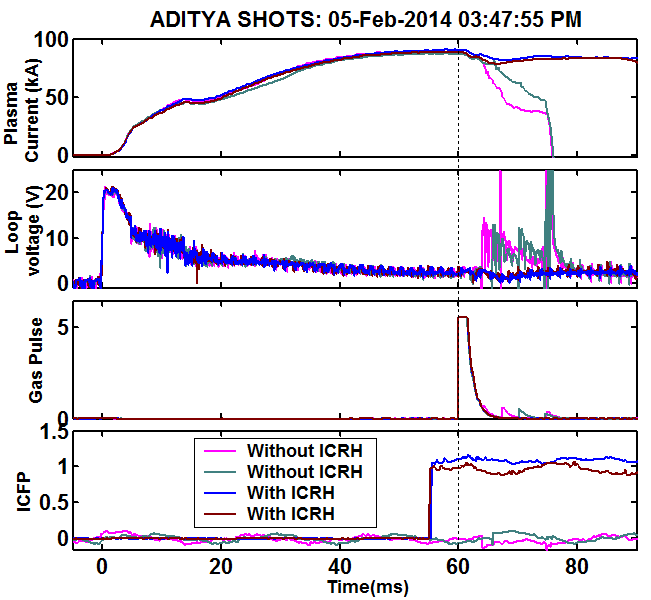 ADITYA SHOTS: 05-Feb-2014 03:47:55 PM
Plasma
Current (kA)
100
50
0
Loop
voltage (V)
20
10
0
Gas Pulse
5
0
ICFP
1.5
1
0.5
0
Without ICRH
Without ICRH
With ICRH
With ICRH
0 20 40 60 80
Time(ms)